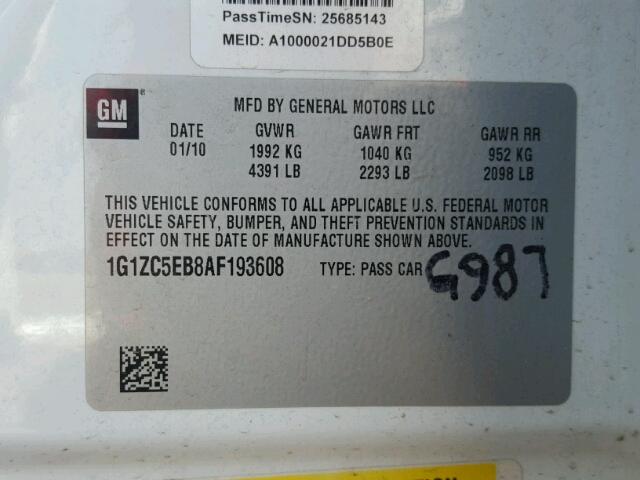 PassTimeSN: 25685143
MEID: A1000021DD5B0E
GM ®
MFD BY GENERAL MOTORS LLC
DATE GVWR GAWR FRT GAWR RR
01/10 1992 KG 1040 KG 952 KG
4391 LB 2293 LB 2098 LB
THIS VEHICLE CONFORMS TO ALL APPLICABLE U.S. FEDERAL MOTOR
VEHICLE SAFETY, BUMPER, AND THEFT PREVENTION STANDARDS IN
EFFECT ON THE DATE OF MANUFACTURE SHOWN ABOVE.
1G1ZC5EB8AF193608 TYPE: PASS CAR G987